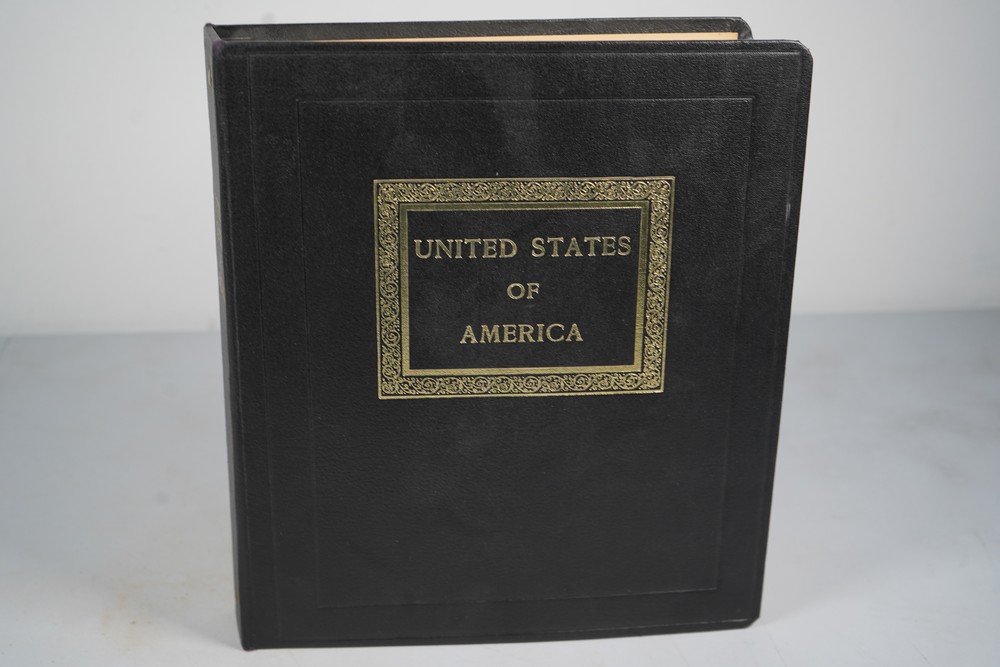 UNITED STATES
OF
AMERICA